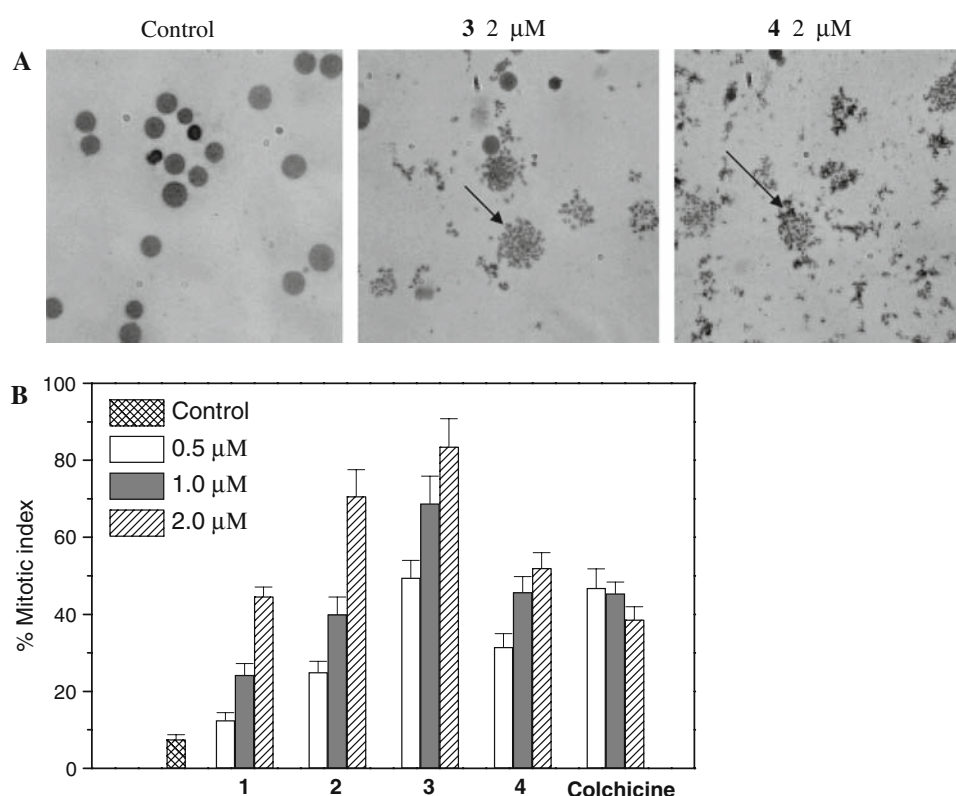 Control
3 2 µM
4 2 µM
A
B
% Mitotic index
100
80
60
40
20
0
Control
0.5 µM
1.0 µM
2.0 µM
1
2
3
4
Colchicine